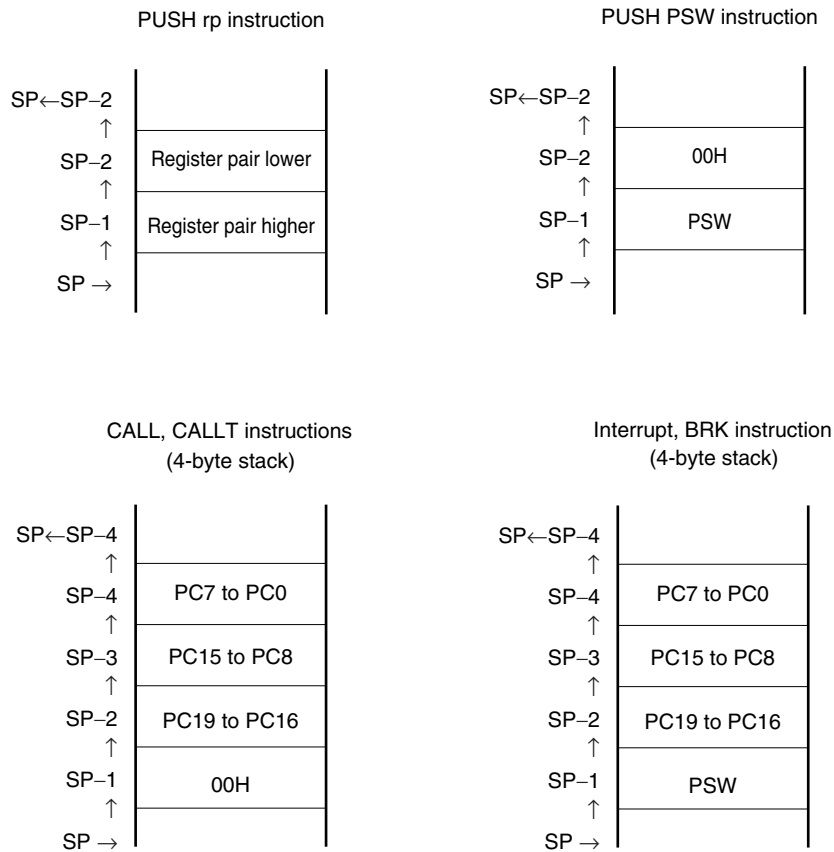 PUSH rp instruction
SP←SP–2
↑
SP–2
↑
SP–1
↑
SP →
Register pair lower
Register pair higher
PUSH PSW instruction
SP←SP–2
↑
SP–2
↑
SP–1
↑
SP →
00H
PSW
CALL, CALLT instructions
(4-byte stack)
SP←SP–4
↑
SP–4
↑
SP–3
↑
SP–2
↑
SP–1
↑
SP →
PC7 to PC0
PC15 to PC8
PC19 to PC16
00H
Interrupt, BRK instruction
(4-byte stack)
SP←SP–4
↑
SP–4
↑
SP–3
↑
SP–2
↑
SP–1
↑
SP →
PC7 to PC0
PC15 to PC8
PC19 to PC16
PSW